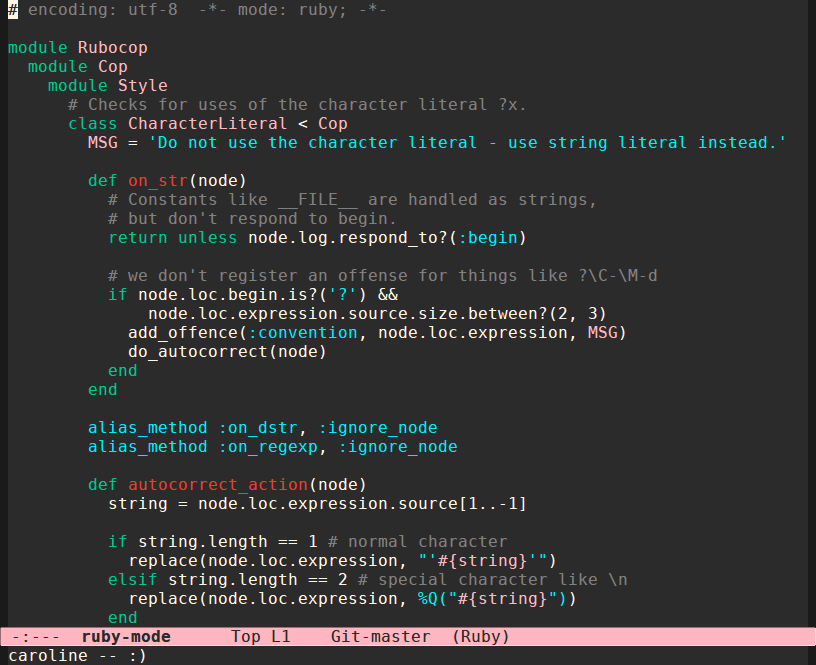 # encoding: utf-8  -*- mode: ruby; -*-

module Rubocop
  module Cop
    module Style
      # Checks for uses of the character literal ?x.
      class CharacterLiteral < Cop
        MSG = 'Do not use the character literal - use string literal instead.'

        def on_str(node)
          # Constants like __FILE__ are handled as strings,
          # but don't respond to begin.
          return unless node.log.respond_to?(:begin)

          # we don't register an offense for things like ?\C-\M-d
          if node.loc.begin.is?('?') &&
              node.loc.expression.source.size.between?(2, 3)
            add_offence(:convention, node.loc.expression, MSG)
            do_autocorrect(node)
          end
        end

        alias_method :on_dstr, :ignore_node
        alias_method :on_regexp, :ignore_node

        def autocorrect_action(node)
          string = node.loc.expression.source[1..-1]

          if string.length == 1 # normal character
            replace(node.loc.expression, "'#{string}'")
          elsif string.length == 2 # special character like \n
            replace(node.loc.expression, %Q("#{string}"))
          end
-:---  ruby-mode      Top L1    Git-master  (Ruby)
caroline -- :)